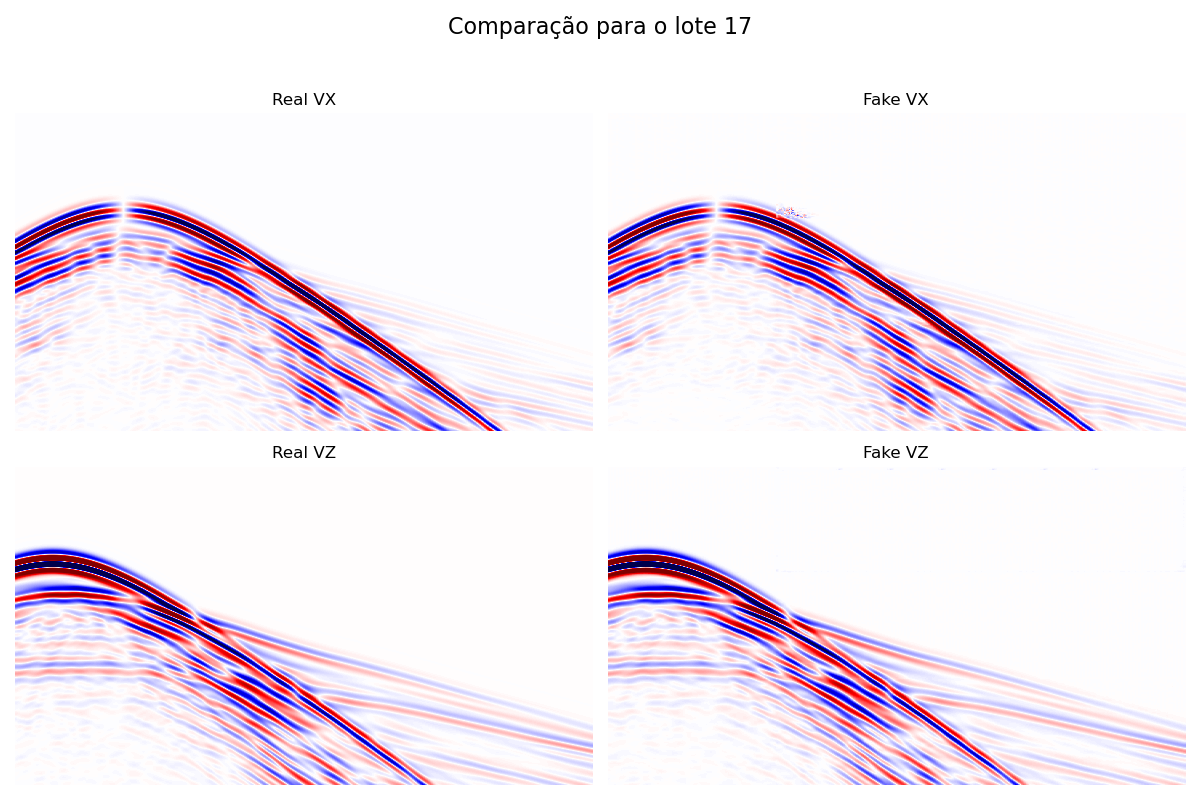 Comparação para o lote 17
Real VX
Fake VX
Real VZ
Fake VZ